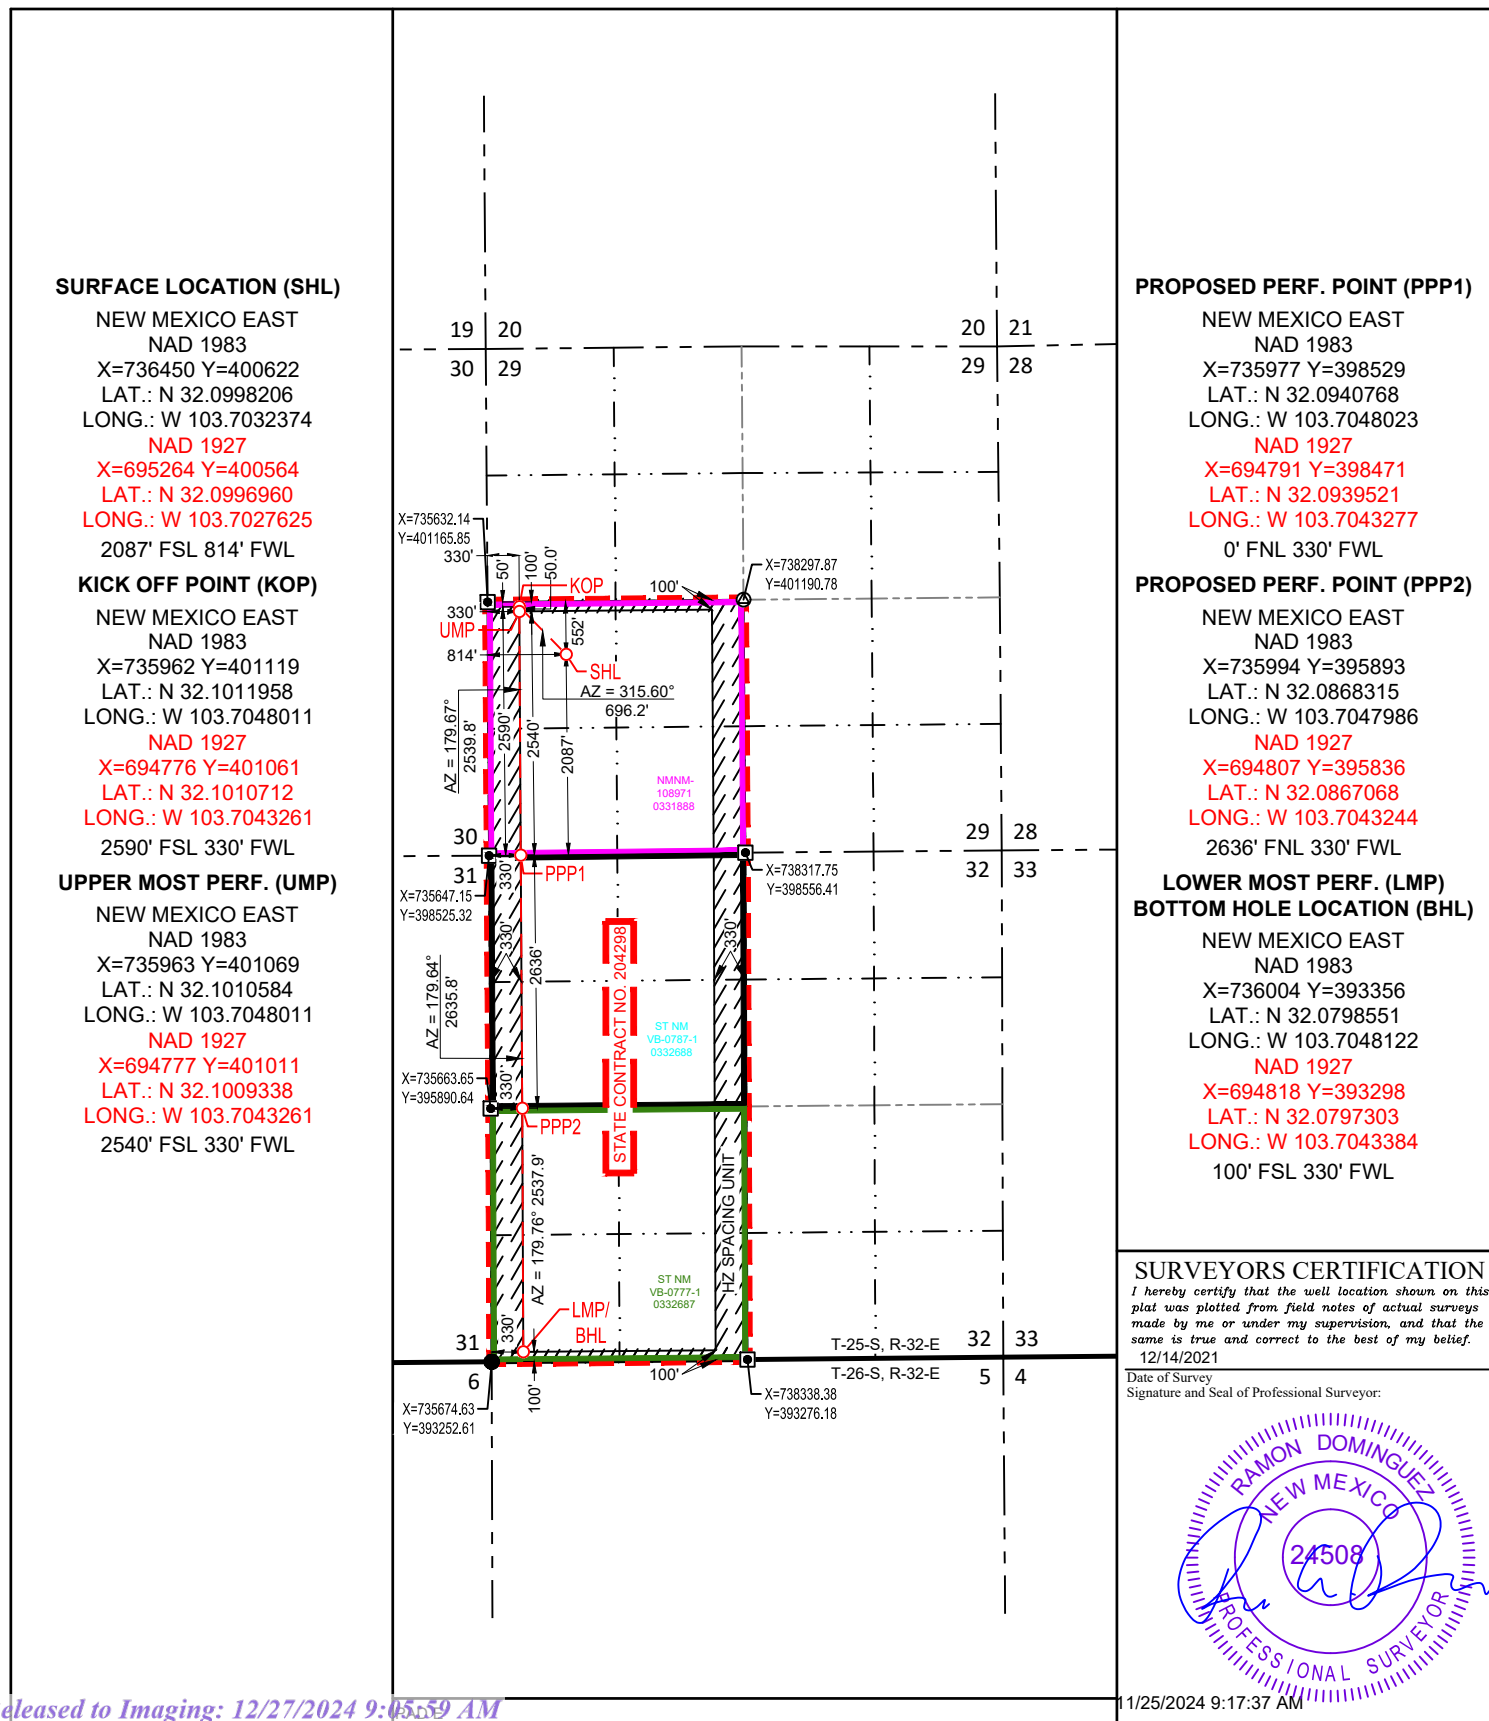 SURFACE LOCATION (SHL)
NEW MEXICO EAST
NAD 1983
X=736450 Y=400622
LAT.: N 32.0998206
LONG.: W 103.7032374
NAD 1927
X=695264 Y=400564
LAT.: N 32.0996960
LONG.: W 103.7027625
2087' FSL 814' FWL
KICK OFF POINT (KOP)
NEW MEXICO EAST
NAD 1983
X=735962 Y=401119
LAT.: N 32.1011958
LONG.: W 103.7048011
NAD 1927
X=694776 Y=401061
LAT.: N 32.1010712
LONG.: W 103.7043261
2590' FSL 330' FWL
UPPER MOST PERF. (UMP)
NEW MEXICO EAST
NAD 1983
X=735963 Y=401069
LAT.: N 32.1010584
LONG.: W 103.7048011
NAD 1927
X=694777 Y=401011
LAT.: N 32.1009338
LONG.: W 103.7043261
2540' FSL 330' FWL
19 20
30 29
20 21
29 28
X=735632.14
Y=401165.85
330'
50'
100'
50.0'
KOP
100'
X=738297.87
Y=401190.78
330'
UMP
552'
814'
SHL
AZ = 315.60°
696.2'
AZ = 179.67°
2539.8'
2590'
2540'
2087'
NMNM-
108971
0331888
30
31
29 28
32 33
330'
PPP1
X=735647.15
Y=398525.32
X=738317.75
Y=398556.41
330'
330'
2636'
AZ = 179.64°
2635.8'
STATE CONTRACT NO. 204298
ST NM
VB-0787-1
0332688
X=735663.65
Y=395890.64
330'
PPP2
AZ = 179.76° 2537.9'
HZ SPACING UNIT
ST NM
VB-0777-1
0332687
LMP/
BHL
330'
31
6
T-25-S, R-32-E
T-26-S, R-32-E
32 33
5 4
100'
100'
X=735674.63
Y=393252.61
X=738338.38
Y=393276.18
PROPOSED PERF. POINT (PPP1)
NEW MEXICO EAST
NAD 1983
X=735977 Y=398529
LAT.: N 32.0940768
LONG.: W 103.7048023
NAD 1927
X=694791 Y=398471
LAT.: N 32.0939521
LONG.: W 103.7043277
0' FNL 330' FWL
PROPOSED PERF. POINT (PPP2)
NEW MEXICO EAST
NAD 1983
X=735994 Y=395893
LAT.: N 32.0868315
LONG.: W 103.7047986
NAD 1927
X=694807 Y=395836
LAT.: N 32.0867068
LONG.: W 103.7043244
2636' FNL 330' FWL
LOWER MOST PERF. (LMP)
BOTTOM HOLE LOCATION (BHL)
NEW MEXICO EAST
NAD 1983
X=736004 Y=393356
LAT.: N 32.0798551
LONG.: W 103.7048122
NAD 1927
X=694818 Y=393298
LAT.: N 32.0797303
LONG.: W 103.7043384
100' FSL 330' FWL
SURVEYORS CERTIFICATION
I hereby certify that the well location shown on this
plat was plotted from field notes of actual surveys
made by me or under my supervision, and that the
same is true and correct to the best of my belief.
12/14/2021
Date of Survey
Signature and Seal of Professional Surveyor:
RAMON DOMINGUEZ
NEW MEXICO
24508
PROFESSIONAL SURVEYOR
11/25/2024 9:17:37 AM
eleased to Imaging: 12/27/2024 9:05:59 AM